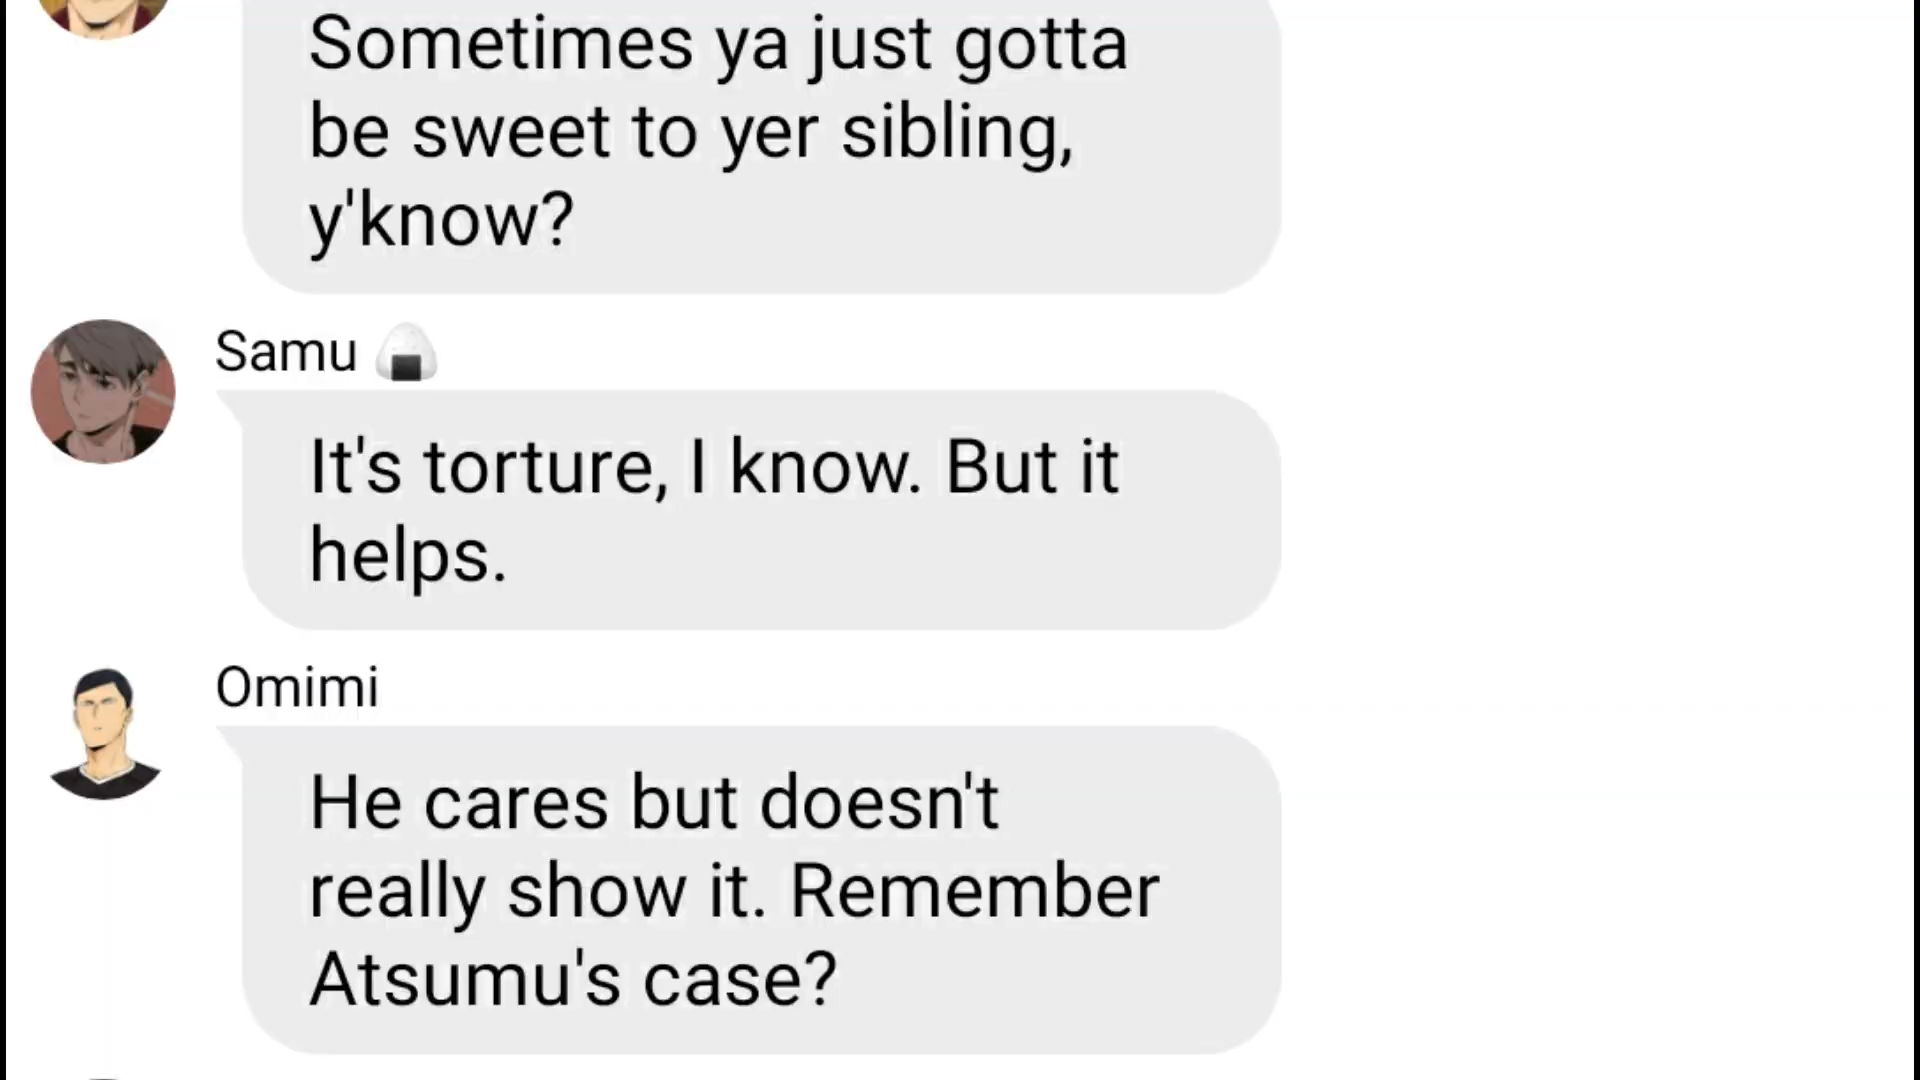 Sometimes ya just gotta
be sweet to yer sibling,
y'know?
Samu 🍙
It's torture, I know. But it
helps.
Omimi
He cares but doesn't
really show it. Remember
Atsumu's case?